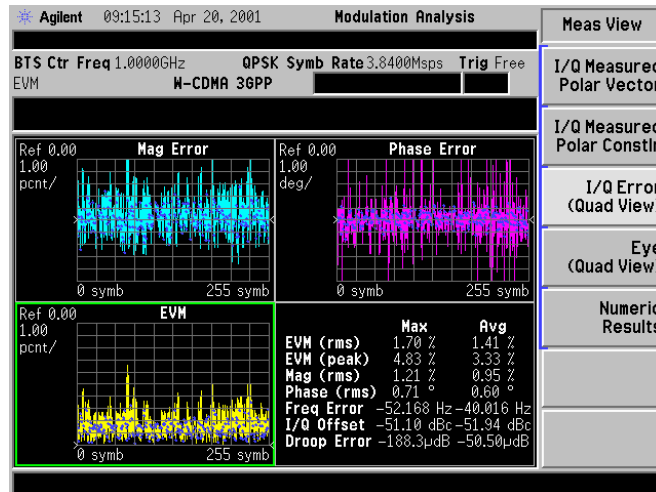 Agilent 09:15:13 Apr 20, 2001 Modulation Analysis
Meas View
BTS Ctr Freq 1.0000GHz QPSK Symb Rate 3.8400Msps Trig Free
EVM W-CDMA 3GPP
I/Q Measured
Polar Vector
I/Q Measured
Polar Constln
I/Q Error
(Quad View
Eye
(Quad View
Numeric
Results
Ref 0.00 Mag Error
1.00
pcnt/
0 symb 255 symb
Ref 0.00 Phase Error
1.00
deg/
0 symb 255 symb
Ref 0.00 EVM
1.00
pcnt/
0 symb 255 symb
Max Avg
EVM (rms) 1.70 % 1.41 %
EVM (peak) 4.83 % 3.33 %
Mag (rms) 1.21 % 0.95 %
Phase (rms) 0.71 ° 0.60 °
Freq Error -52.168 Hz -40.016 Hz
I/Q Offset -51.10 dBc -51.94 dBc
Droop Error -188.3µdB -50.50µdB